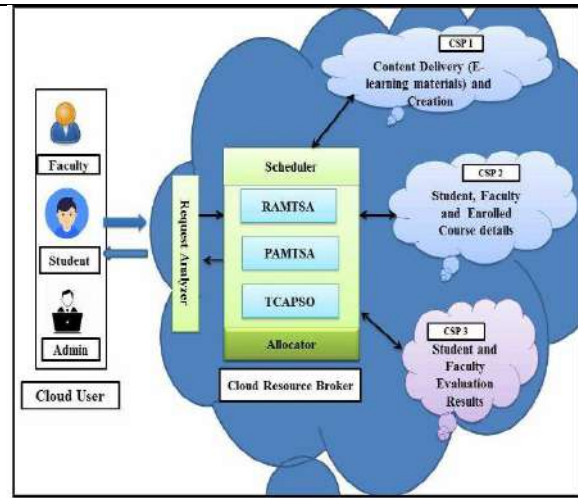 Faculty
Student
Admin
Cloud User
Request Analyzer
Scheduler
RAMTSA
PAMTSA
TCAPSO
Allocator
Cloud Resource Broker
CSP 1
Content Delivery (E-
learning materials) and
Creation
CSP 2
Student, Faculty
and Enrolled
Course details
CSP 3
Student and
Faculty
Evaluation
Results